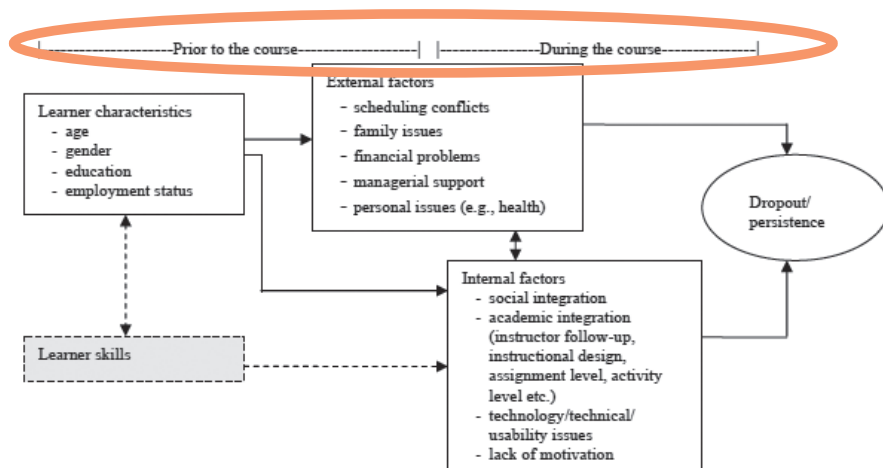 |--------------------Prior to the course------------------| |---------------During the course----------------|
External factors
- scheduling conflicts
- family issues
- financial problems
- managerial support
- personal issues (e.g., health)
Learner characteristics
- age
- gender
- education
- employment status
Dropout/
persistence
Internal factors
- social integration
- academic integration
(instructor follow-up,
instructional design,
assignment level, activity
level etc.)
- technology/technical/
usability issues
- lack of motivation
Learner skills